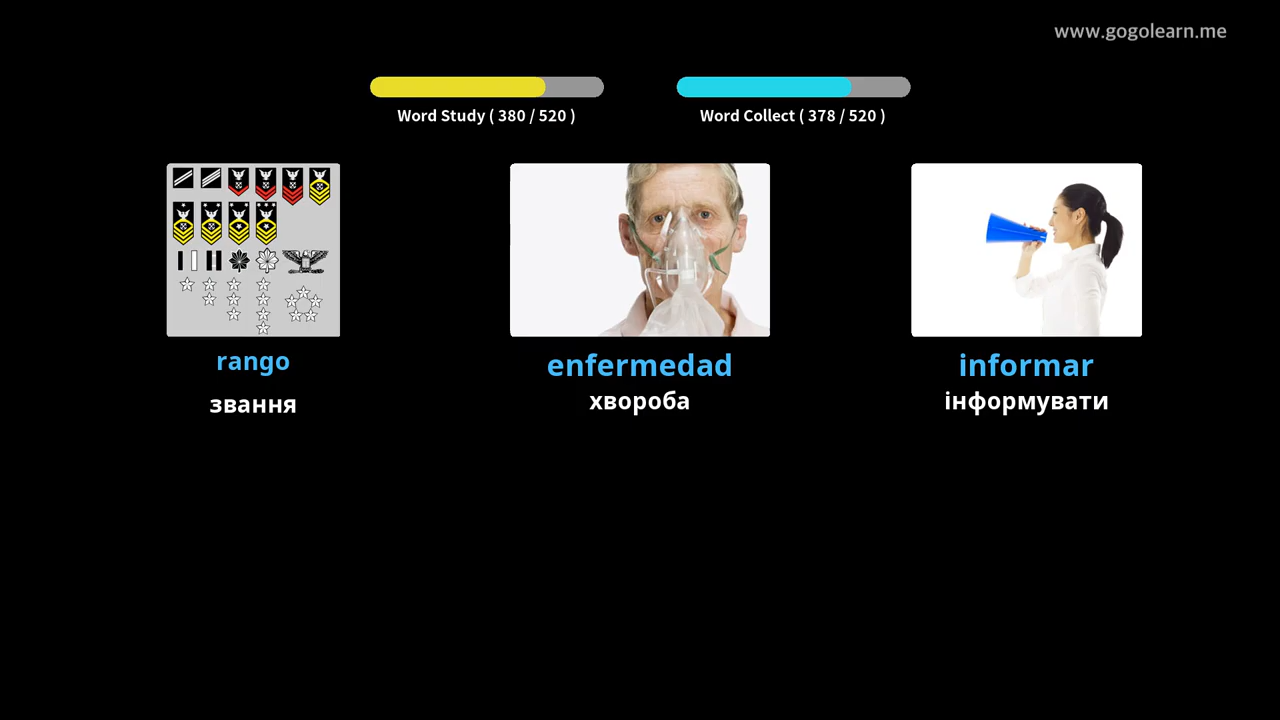 www.gogolearn.me
Word Study ( 380 / 520 )
Word Collect ( 378 / 520 )
rango
enfermedad
informar
звання
хвороба
інформувати